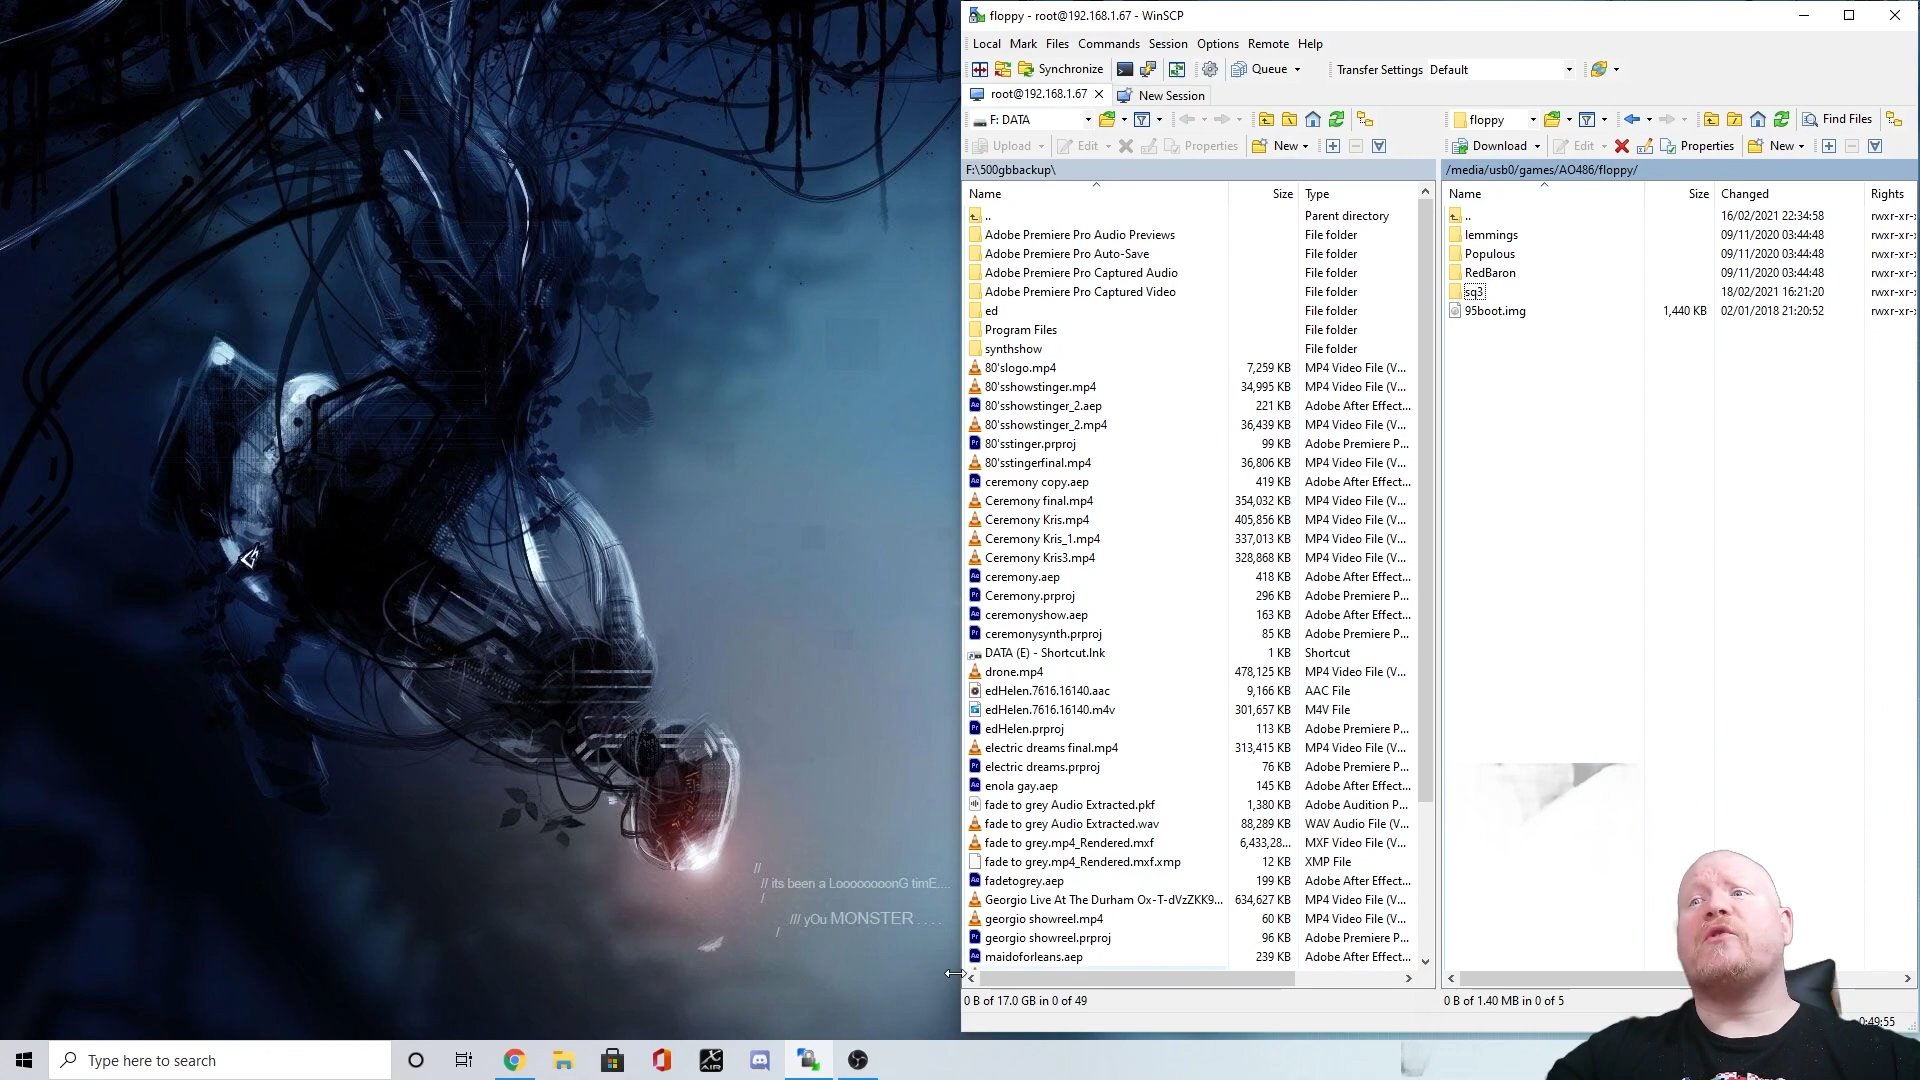 floppy - root@192.168.1.67 - WinSCP
Local Mark Files Commands Session Options Remote Help
Synchronize Queue Transfer Settings Default
root@192.168.1.67 New Session
F: DATA
floppy Find Files
Upload Edit Properties New
Download Edit Properties New
F:\500gbbackup\
/media/usb0/games/AO486/floppy/
Name Size Type
.. Parent directory
Adobe Premiere Pro Audio Previews File folder
Adobe Premiere Pro Auto-Save File folder
Adobe Premiere Pro Captured Audio File folder
Adobe Premiere Pro Captured Video File folder
ed File folder
Program Files File folder
synthshow File folder
80'slogo.mp4 7,259 KB MP4 Video File (V...
80'sshowstinger.mp4 34,995 KB MP4 Video File (V...
80'sshowstinger_2.aep 221 KB Adobe After Effect...
80'sshowstinger_2.mp4 36,439 KB MP4 Video File (V...
80'sstinger.prproj 99 KB Adobe Premiere P...
80'sstingerfinal.mp4 36,806 KB MP4 Video File (V...
ceremony copy.aep 419 KB Adobe After Effect...
Ceremony final.mp4 354,032 KB MP4 Video File (V...
Ceremony Kris.mp4 405,856 KB MP4 Video File (V...
Ceremony Kris_1.mp4 337,013 KB MP4 Video File (V...
Ceremony Kris3.mp4 328,868 KB MP4 Video File (V...
ceremony.aep 418 KB Adobe After Effect...
Ceremony.prproj 296 KB Adobe Premiere P...
ceremonyshow.aep 163 KB Adobe After Effect...
ceremonysynth.prproj 85 KB Adobe Premiere P...
DATA (E) - Shortcut.lnk 1 KB Shortcut
drone.mp4 478,125 KB MP4 Video File (V...
edHelen.7616.16140.aac 9,166 KB AAC File
edHelen.7616.16140.m4v 301,657 KB M4V File
edHelen.prproj 113 KB Adobe Premiere P...
electric dreams final.mp4 313,415 KB MP4 Video File (V...
electric dreams.prproj 76 KB Adobe Premiere P...
enola gay.aep 145 KB Adobe After Effect...
fade to grey Audio Extracted.pkf 1,380 KB Adobe Audition P...
fade to grey Audio Extracted.wav 88,289 KB WAV Audio File (V...
fade to grey.mp4_Rendered.mxf 6,433,28... MXF Video File (V...
fade to grey.mp4_Rendered.mxf.xmp 12 KB XMP File
fadetogrey.aep 199 KB Adobe After Effect...
Georgio Live At The Durham Ox-T-dVzZKK9... 634,627 KB MP4 Video File (V...
georgio showreel.mp4 60 KB MP4 Video File (V...
georgio showreel.prproj 96 KB Adobe Premiere P...
maidoforleans.aep 239 KB Adobe After Effect...
0 B of 17.0 GB in 0 of 49
Name Size Changed Rights
.. 16/02/2021 22:34:58 rwxr-xr-x
lemmings 09/11/2020 03:44:48 rwxr-xr-x
Populous 09/11/2020 03:44:48 rwxr-xr-x
RedBaron 09/11/2020 03:44:48 rwxr-xr-x
sq3 18/02/2021 16:21:20 rwxr-xr-x
95boot.img 1,440 KB 02/01/2018 21:20:52 rwxr-xr-x
0 B of 1.40 MB in 0 of 5
0:49:55
//
// its been a LooooooooonG timE....
/
/// yOu MONSTER . . . .
/
Type here to search
X AIR